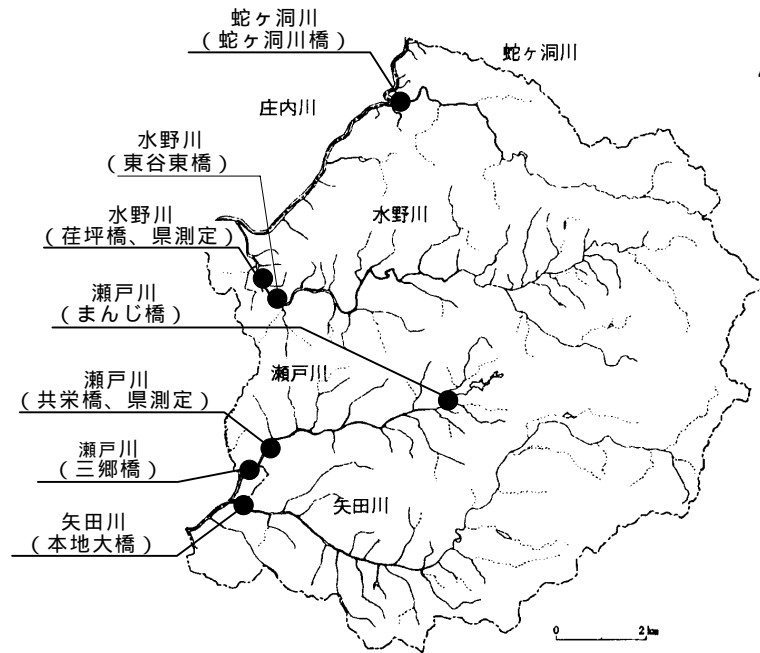 蛇ヶ洞川
（蛇ヶ洞川橋）
蛇ヶ洞川
庄内川
水野川
（東谷東橋）
水野川
水野川
（荏坪橋、県測定）
瀬戸川
（まんじ橋）
瀬戸川
瀬戸川
（共栄橋、県測定）
瀬戸川
（三郷橋）
矢田川
矢田川
（本地大橋）
0 2km